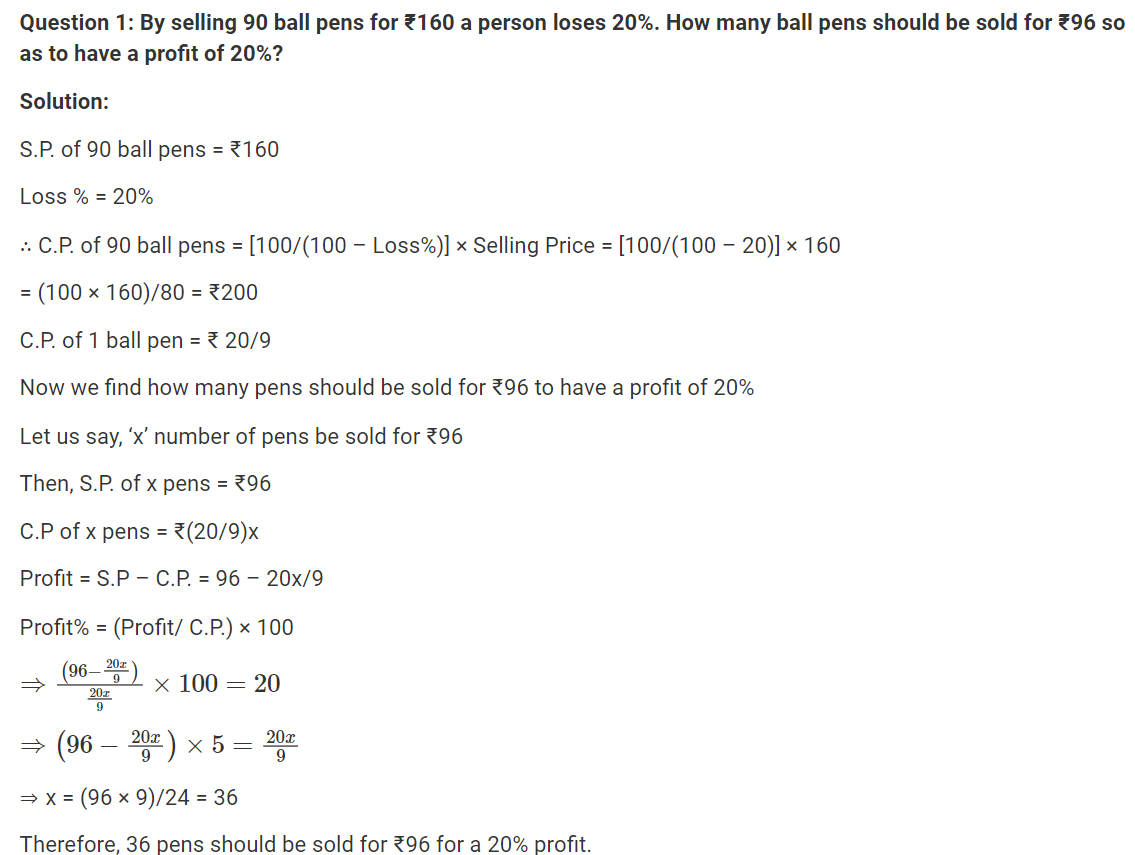 Question 1: By selling 90 ball pens for ₹160 a person loses 20%. How many ball pens should be sold for ₹96 so
as to have a profit of 20%?
Solution:
S.P. of 90 ball pens = ₹160
Loss % = 20%
∴ C.P. of 90 ball pens = [100/(100 – Loss%)] × Selling Price = [100/(100 – 20)] × 160
= (100 × 160)/80 = ₹200
C.P. of 1 ball pen = ₹ 20/9
Now we find how many pens should be sold for ₹96 to have a profit of 20%
Let us say, ‘x’ number of pens be sold for ₹96
Then, S.P. of x pens = ₹96
C.P of x pens = ₹(20/9)x
Profit = S.P – C.P. = 96 – 20x/9
Profit% = (Profit/ C.P.) × 100
⇒ \frac{(96-\frac{20x}{9})}{\frac{20x}{9}} × 100 = 20
⇒ (96 − \frac{20x}{9}) × 5 = \frac{20x}{9}
⇒ x = (96 × 9)/24 = 36
Therefore, 36 pens should be sold for ₹96 for a 20% profit.